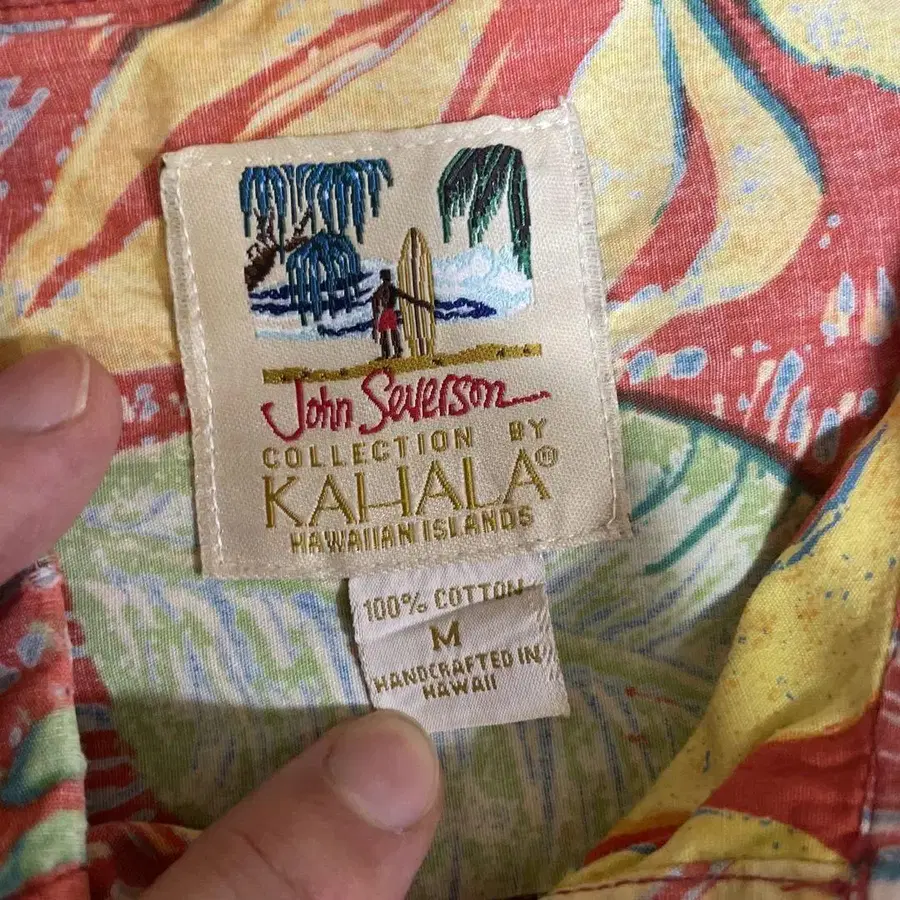 John Severson
COLLECTION BY
KAHALA®
HAWAIIAN ISLANDS
100% COTTON
M
HANDCRAFTED IN
HAWAII